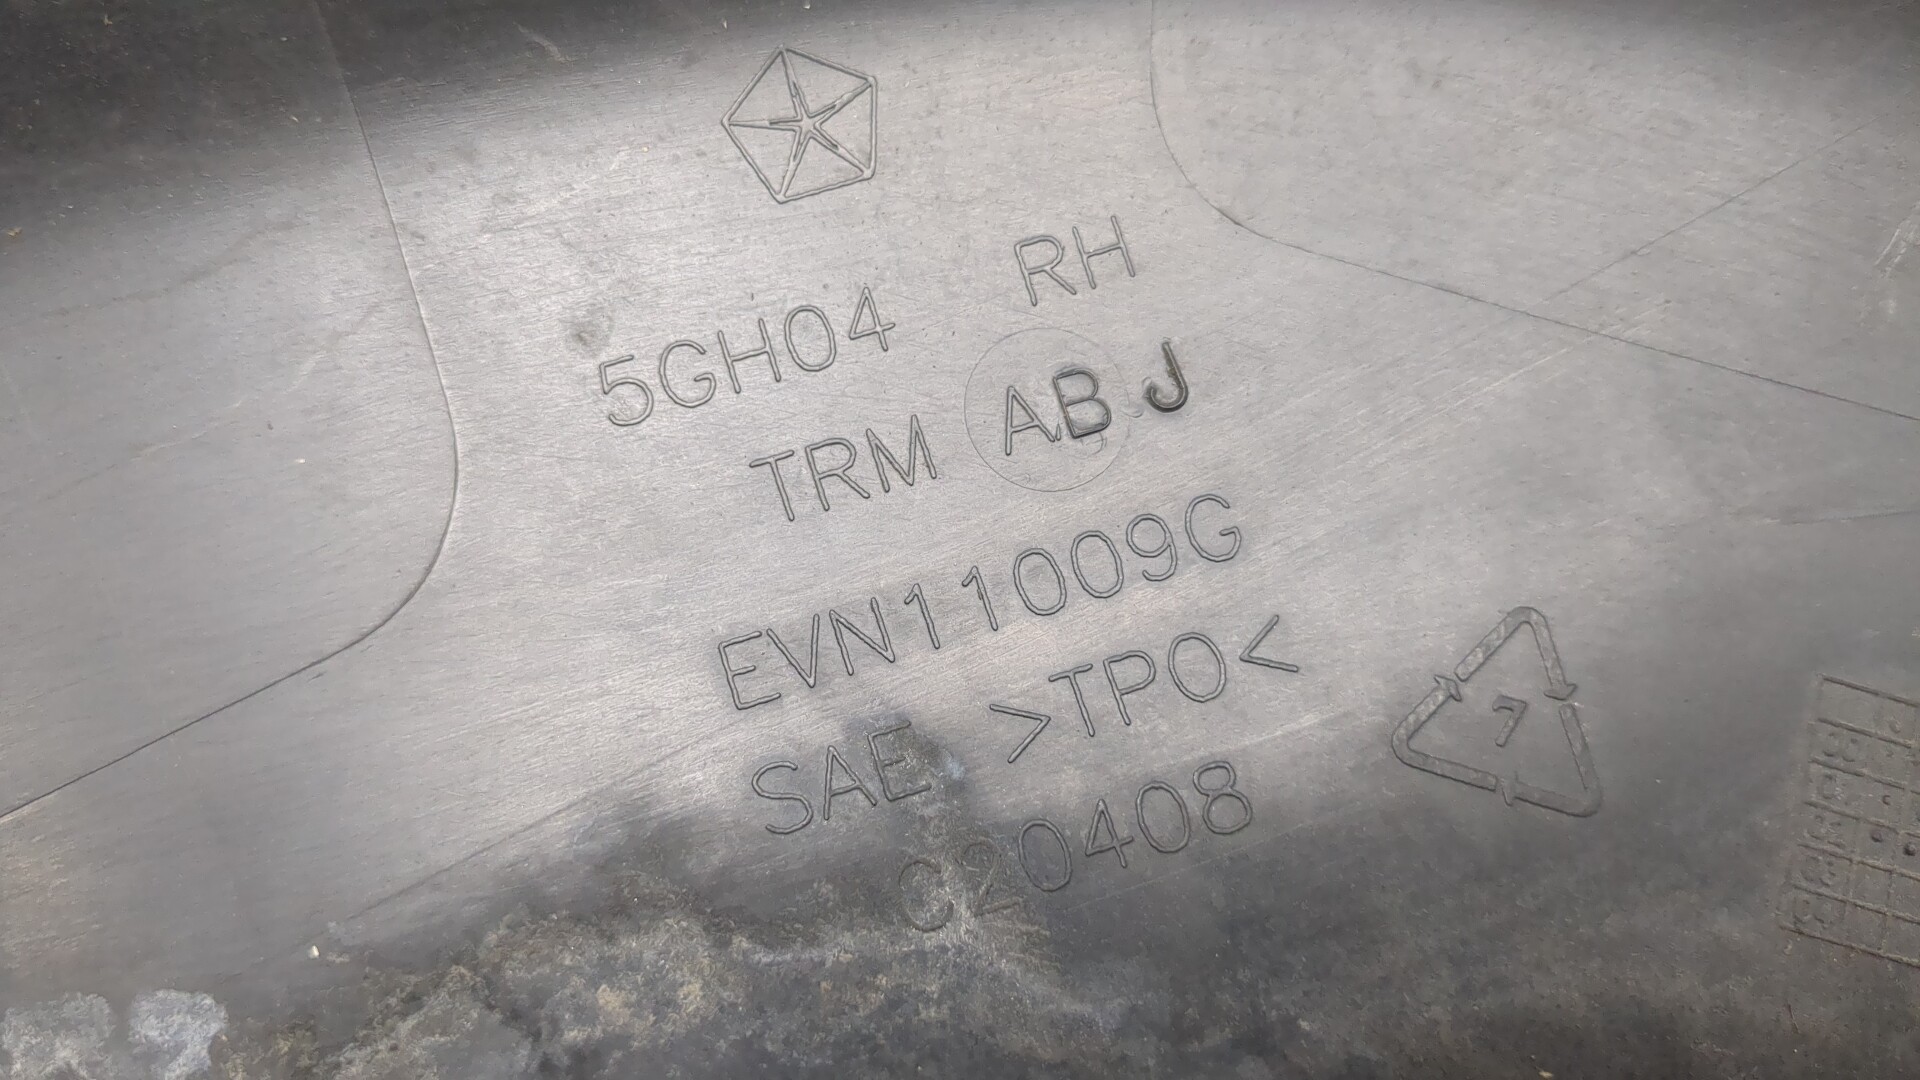 RH
5GH04
TRM AB J
EVN11009G
SAE >TPO<
C20408
7